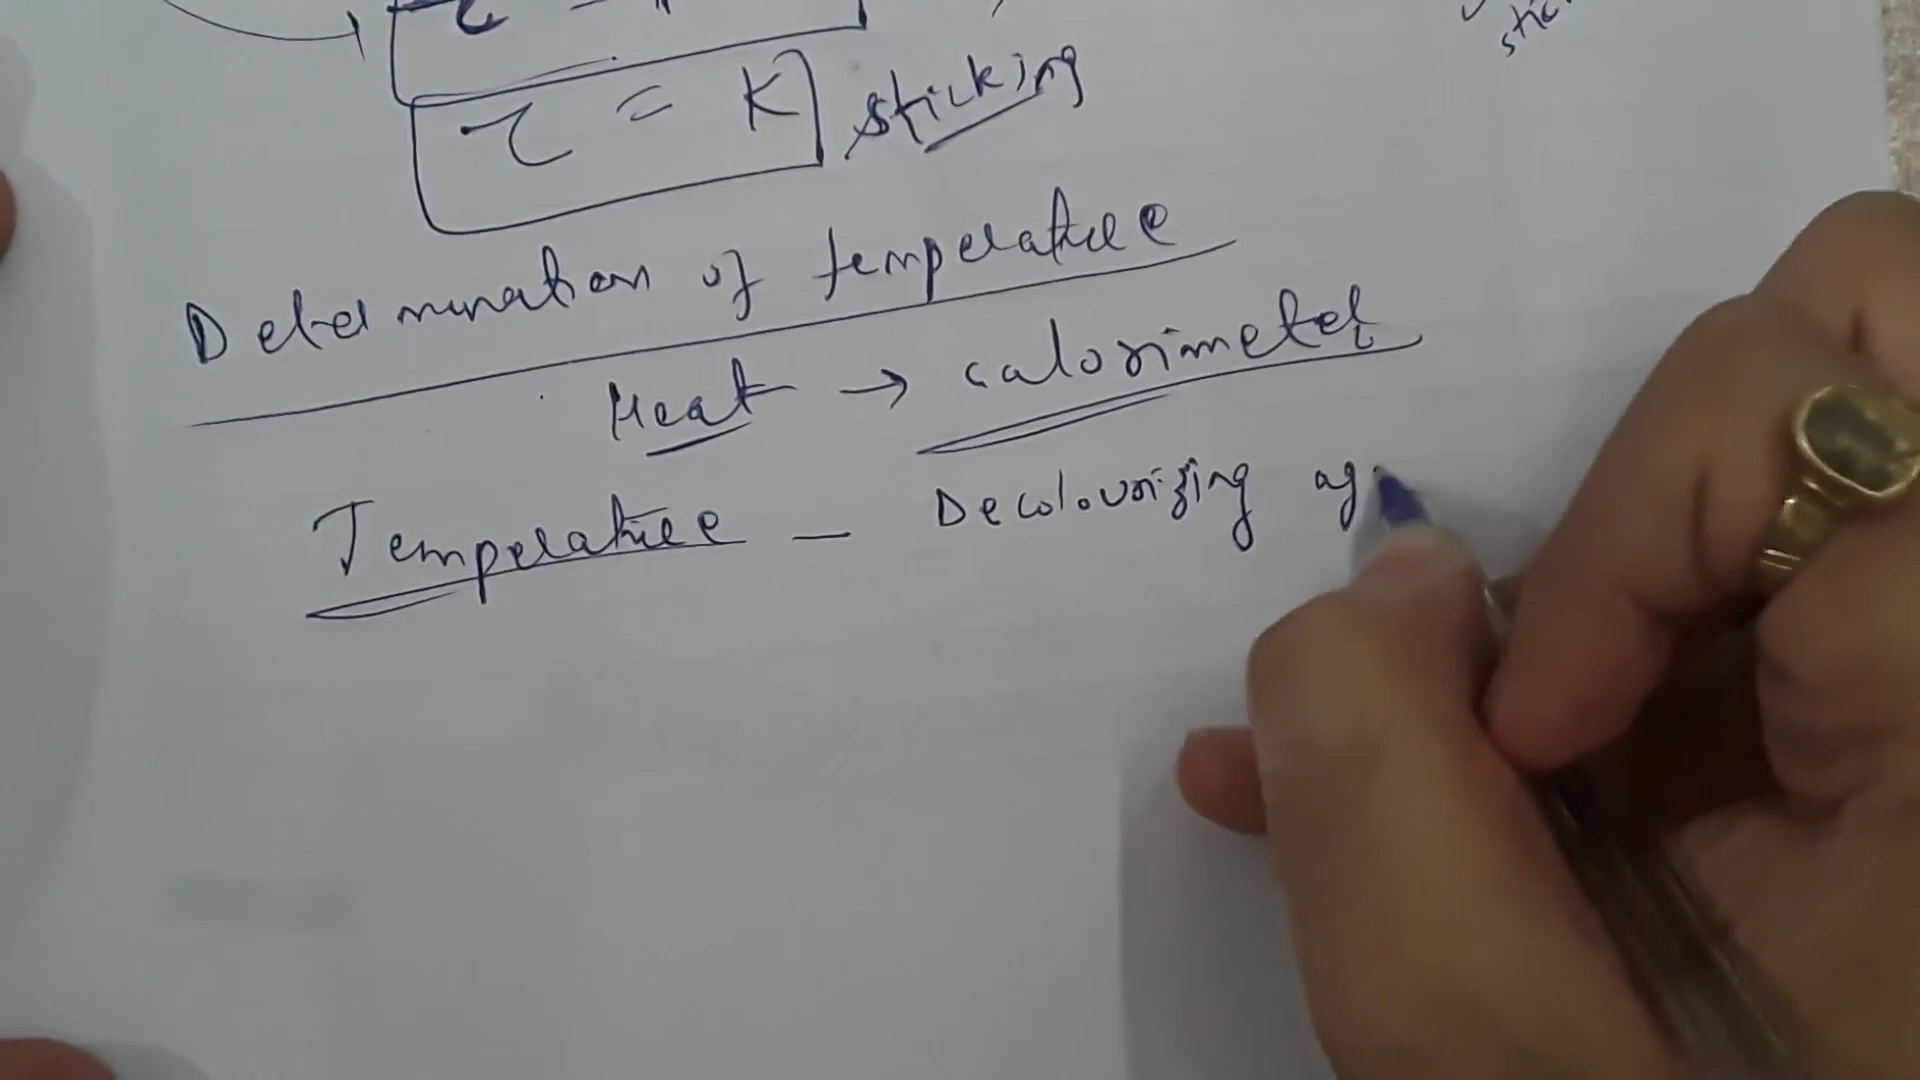 τ = K sticking
Determination of temperature
Heat → calorimeter
Temperature - Decolourizing ag